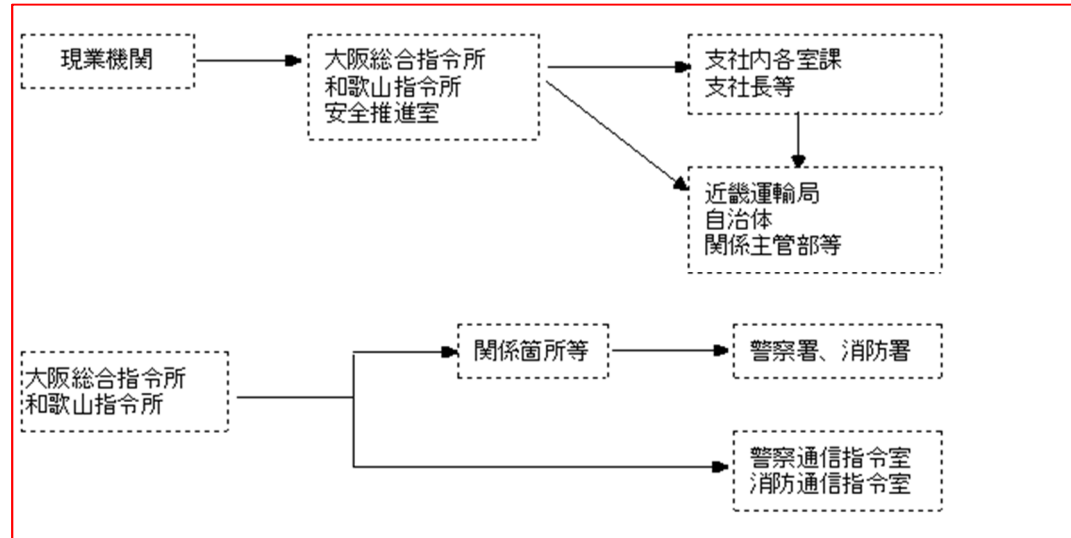 現業機関
大阪総合指令所
和歌山指令所
安全推進室
支社内各室課
支社長等
近畿運輸局
自治体
関係主管部等
大阪総合指令所
和歌山指令所
関係箇所等
警察署、消防署
警察通信指令室
消防通信指令室